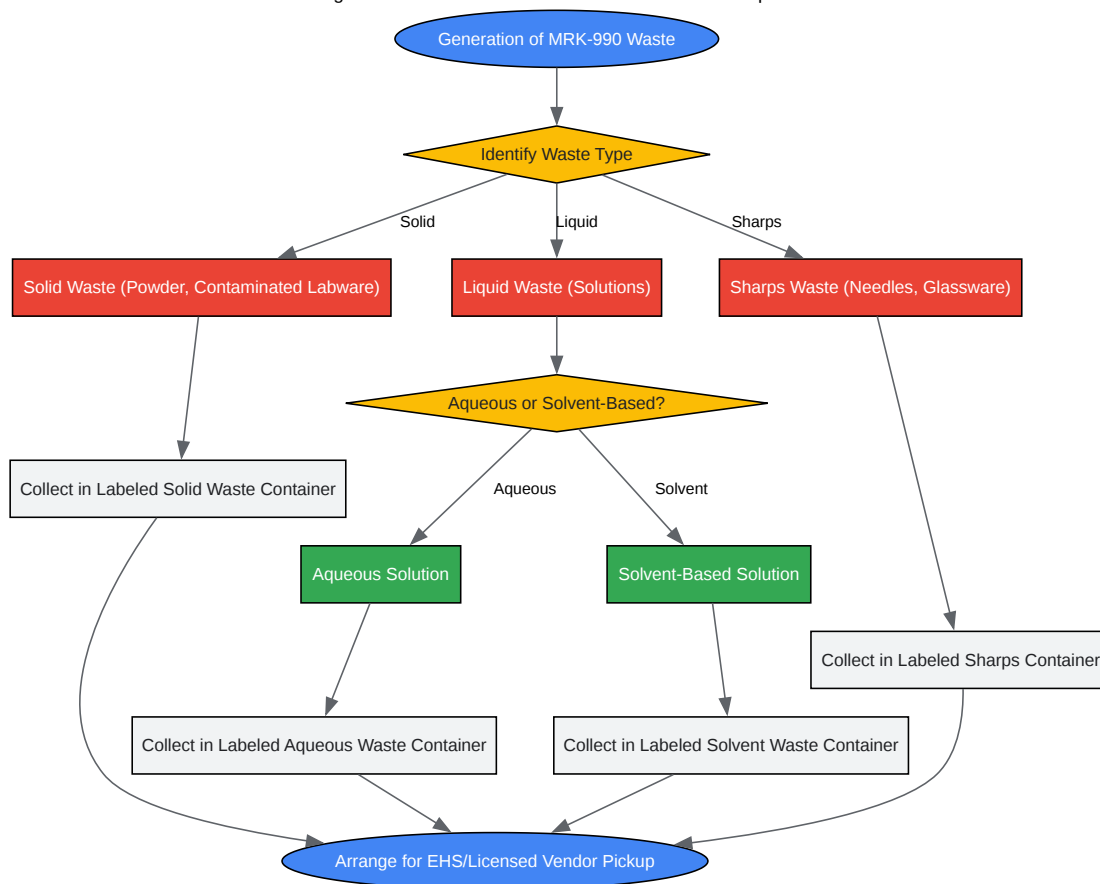 Generation of MRK-990 Waste
Identify Waste Type
Solid
Liquid
Sharps
Solid Waste (Powder, Contaminated Labware)
Liquid Waste (Solutions)
Sharps Waste (Needles, Glassware)
Aqueous or Solvent-Based?
Collect in Labeled Solid Waste Container
Aqueous
Solvent
Aqueous Solution
Solvent-Based Solution
Collect in Labeled Sharps Container
Collect in Labeled Aqueous Waste Container
Collect in Labeled Solvent Waste Container
Arrange for EHS/Licensed Vendor Pickup